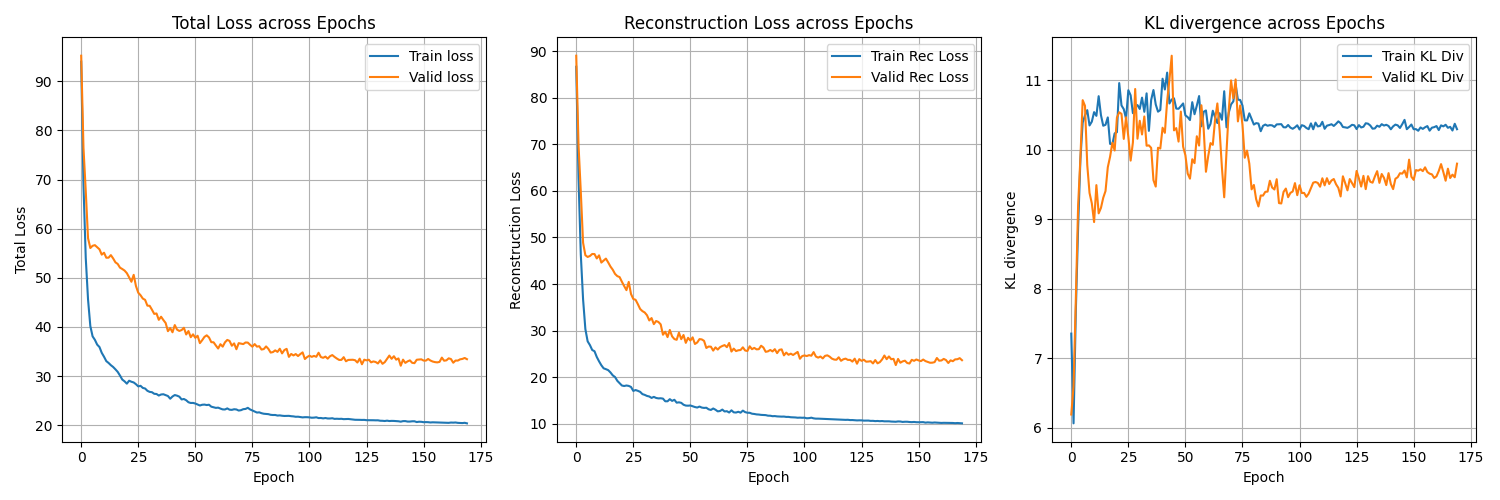 Total Loss across Epochs
Total Loss
90
80
70
60
50
40
30
20
Train loss
Valid loss
0 25 50 75 100 125 150 175
Epoch
Reconstruction Loss across Epochs
Reconstruction Loss
90
80
70
60
50
40
30
20
10
Train Rec Loss
Valid Rec Loss
0 25 50 75 100 125 150 175
Epoch
KL divergence across Epochs
KL divergence
11
10
9
8
7
6
Train KL Div
Valid KL Div
0 25 50 75 100 125 150 175
Epoch